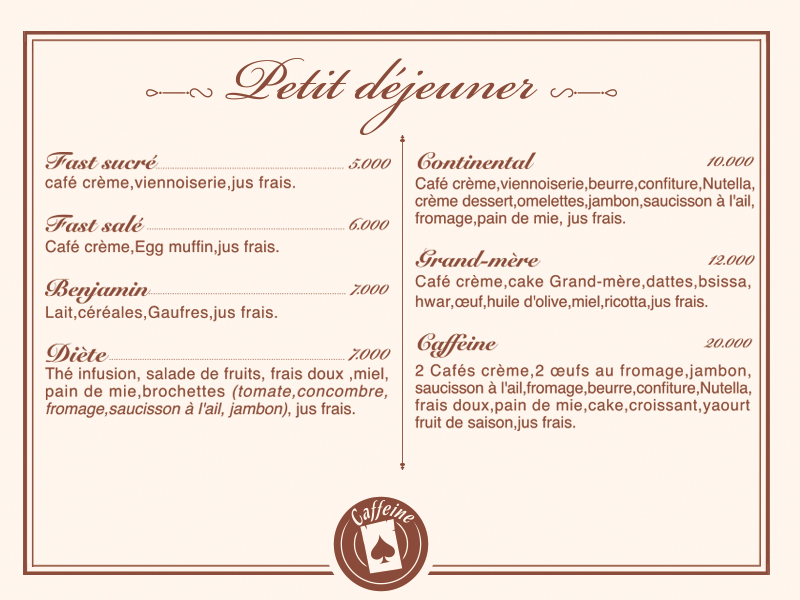 Petit déjeuner
Fast sucré 5.000
café crème,viennoiserie,jus frais.
Fast salé 6.000
Café crème,Egg muffin,jus frais.
Benjamin 7.000
Lait,céréales,Gaufres,jus frais.
Diète 7.000
Thé infusion, salade de fruits, frais doux ,miel,
pain de mie,brochettes (tomate,concombre,
fromage,saucisson à l'ail, jambon), jus frais.
Continental 10.000
Café crème,viennoiserie,beurre,confiture,Nutella,
crème dessert,omelettes,jambon,saucisson à l'ail,
fromage,pain de mie, jus frais.
Grand-mère 12.000
Café crème,cake Grand-mère,dattes,bsissa,
hwar,œuf,huile d'olive,miel,ricotta,jus frais.
Caffeine 20.000
2 Cafés crème,2 œufs au fromage,jambon,
saucisson à l'ail,fromage,beurre,confiture,Nutella,
frais doux,pain de mie,cake,croissant,yaourt
fruit de saison,jus frais.
Caffeine